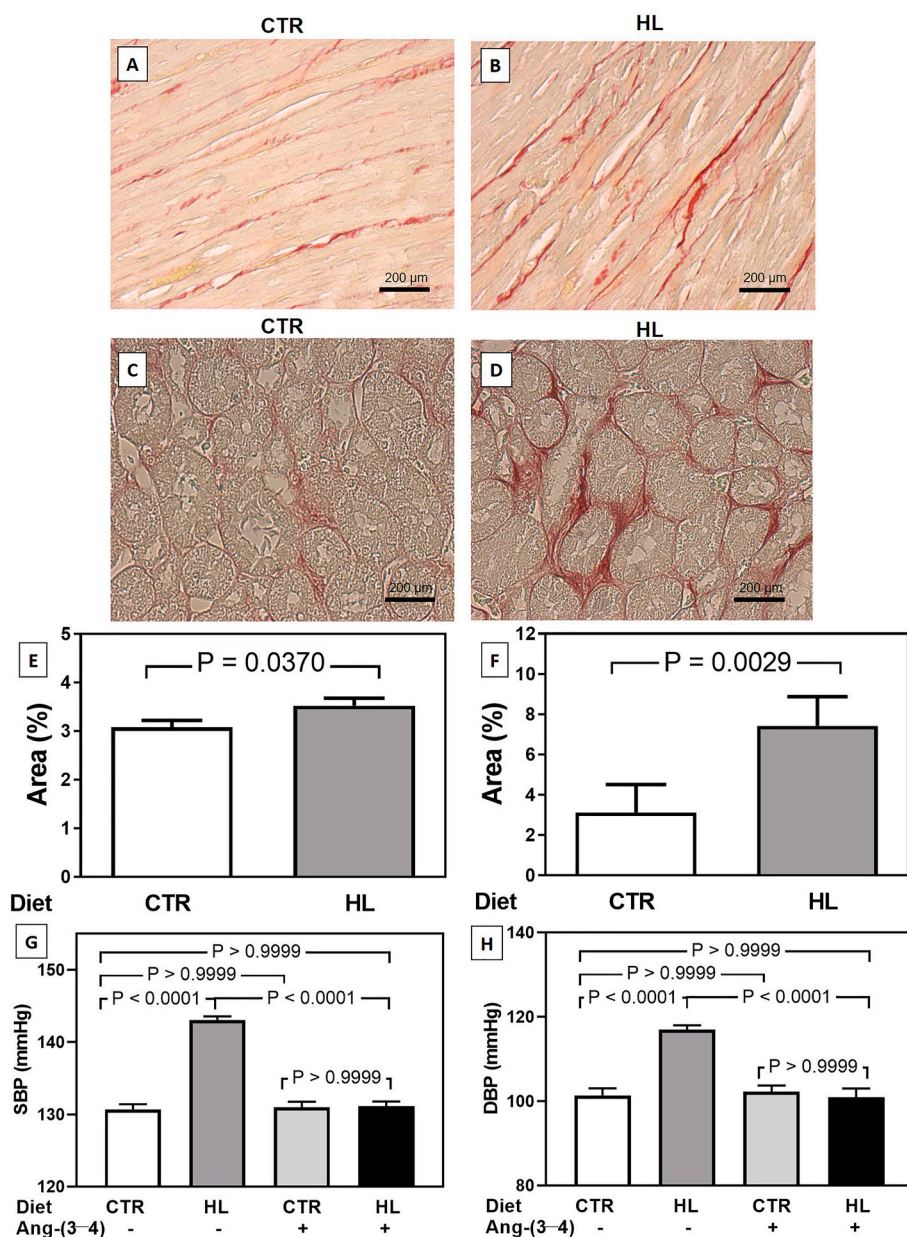 CTR HL
A B
200 µm 200 µm
CTR HL
C D
200 µm 200 µm
E
5
4
3
2
1
0
Area (%)
P = 0.0370
Diet CTR HL
F
12
10
8
6
4
2
0
Area (%)
P = 0.0029
CTR HL
G
150
140
130
120
SBP (mmHg)
P > 0.9999
P > 0.9999
P < 0.0001 P < 0.0001
P > 0.9999
Diet CTR HL CTR HL
Ang-(3–4) - - + +
H
140
120
100
80
DBP (mmHg)
P > 0.9999
P > 0.9999
P < 0.0001 P < 0.0001
P > 0.9999
Diet CTR HL CTR HL
Ang-(3–4) - - + +